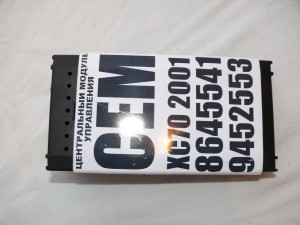 ЦЕНТРАЛЬНЫЙ МОДУЛЬ
УПРАВЛЕНИЯ
CEM
XC70 2001
8645541
9452553